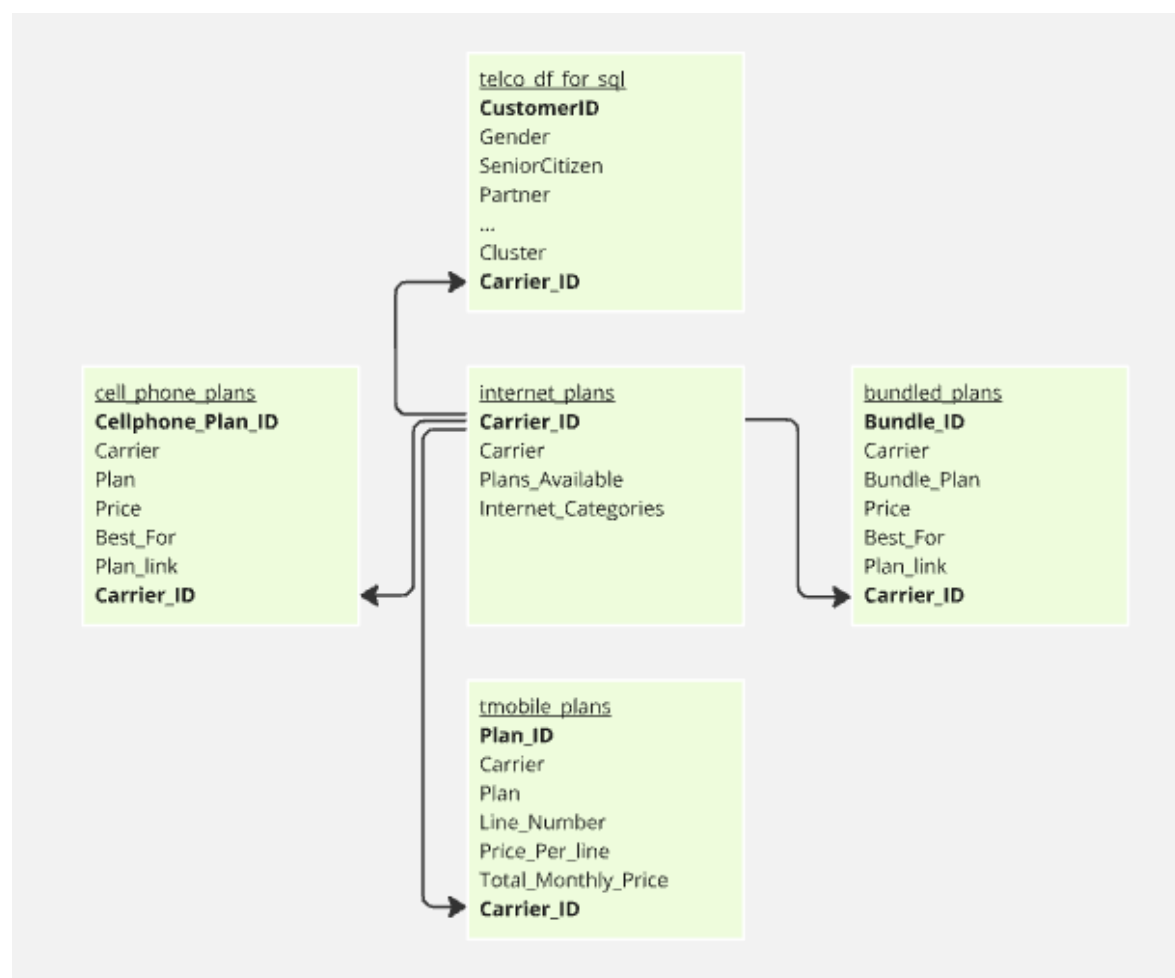 telco_df_for_sql
CustomerID
Gender
SeniorCitizen
Partner
...
Cluster
Carrier_ID
cell_phone_plans
Cellphone_Plan_ID
Carrier
Plan
Price
Best_For
Plan_link
Carrier_ID
internet_plans
Carrier_ID
Carrier
Plans_Available
Internet_Categories
bundled_plans
Bundle_ID
Carrier
Bundle_Plan
Price
Best_For
Plan_link
Carrier_ID
tmobile_plans
Plan_ID
Carrier
Plan
Line_Number
Price_Per_line
Total_Monthly_Price
Carrier_ID